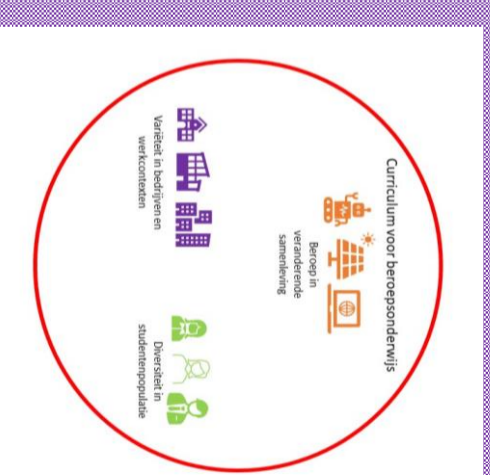 Curriculum voor beroepsonderwijs
Beroep in
veranderende
samenleving
Variëteit in bedrijven en
werkcontexten
Diversiteit in
studentenpopulatie